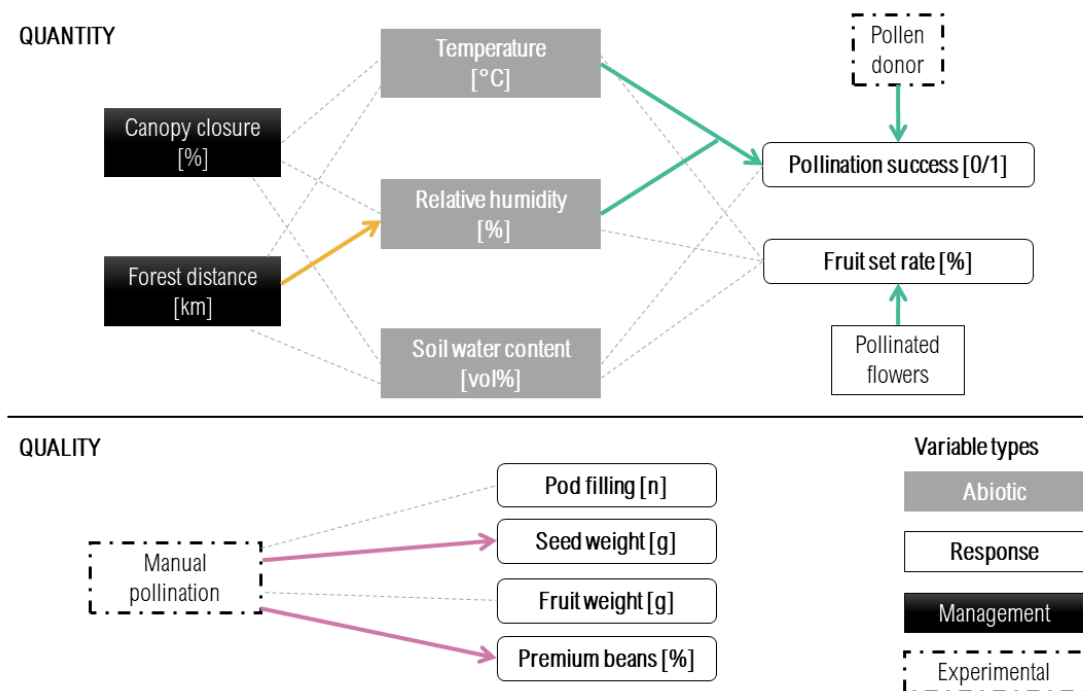 QUANTITY
Temperature
[°C]
Pollen
donor
Canopy closure
[%]
Pollination success [0/1]
Relative humidity
[%]
Forest distance
[km]
Fruit set rate [%]
Soil water content
[vol%]
Pollinated
flowers
QUALITY
Variable types
Pod filling [n]
Abiotic
Seed weight [g]
Response
Manual
pollination
Fruit weight [g]
Management
Premium beans [%]
Experimental